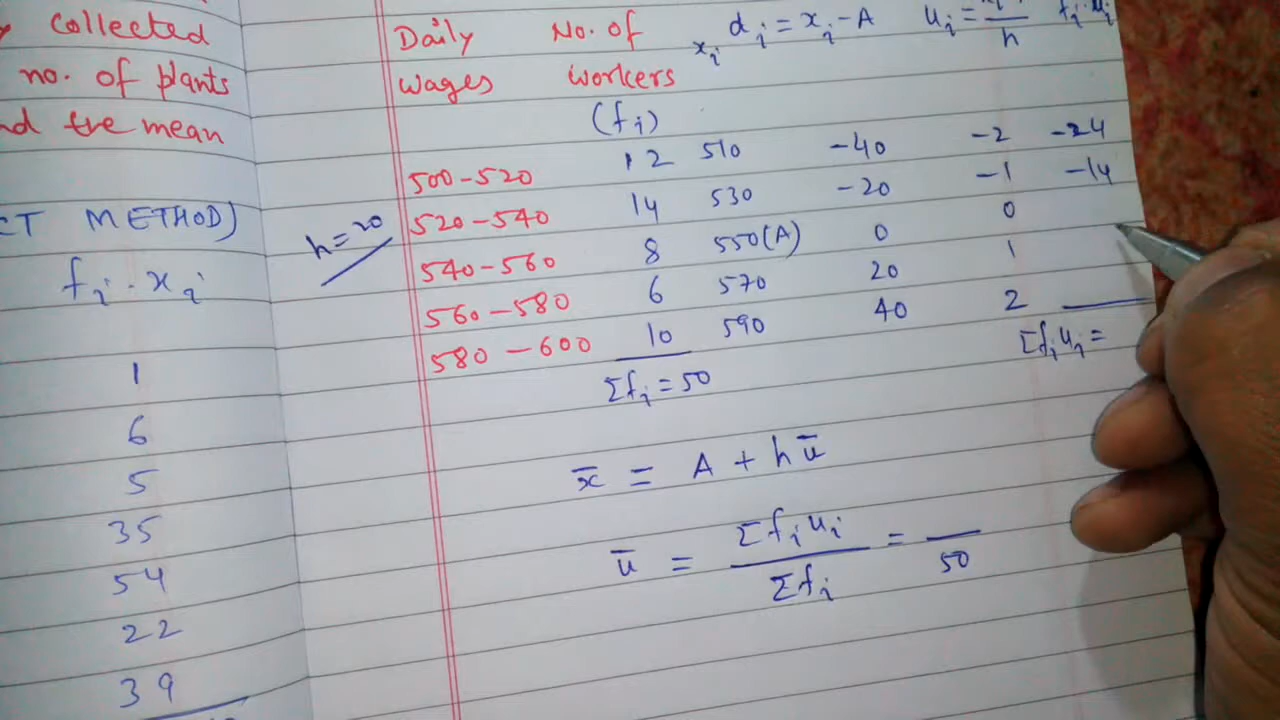 collected
no. of plants
the mean
METHOD)
fi . xi
1
6
5
35
54
22
39
Daily No. of xi di = xi - A ui = h fi.ui
wages workers
(fi)
500-520 12 510 -40 -2 -24
520-540 14 530 -20 -1 -14
h=20
540-560 8 550(A) 0 0
560-580 6 570 20 1
580-600 10 590 40 2
Σfi = 50 Σfiui =
x̄ = A + hū
ū = Σfiui / Σfi = — / 50